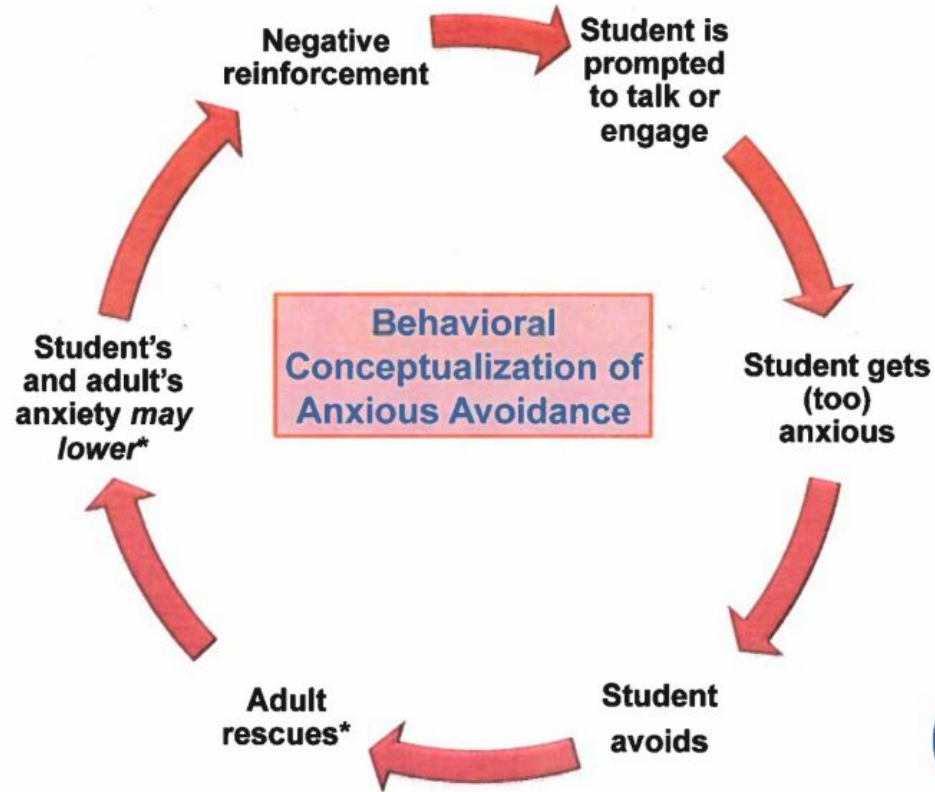 Negative
reinforcement
Student is
prompted
to talk or
engage
Student gets
(too)
anxious
Student
avoids
Adult
rescues*
Student's
and adult's
anxiety may
lower*
Behavioral
Conceptualization of
Anxious Avoidance